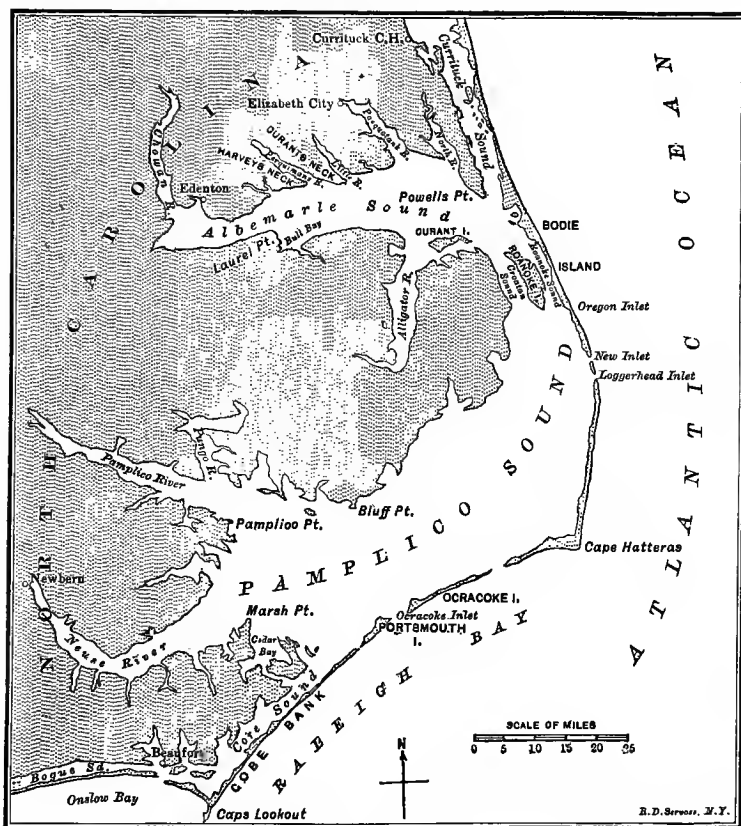 Currituck C.H.
Currituck
Sound
NORTH CAROLINA
Elizabeth City
Pasquotank R.
North R.
Chowan R.
DURANTS NECK
Little R.
HARVEYS NECK
Perquimans R.
Edenton
Powells Pt.
Albemarle Sound
Laurel Pt.
Bull Bay
DURANT I.
BODIE
ISLAND
ROANOKE I.
Roanoke Sound
Croatan
Sound
Alligator R.
Oregon Inlet
New Inlet
Loggerhead Inlet
ATLANTIC OCEAN
Pungo R.
Pamplico River
Bluff Pt.
Pamplico Pt.
PAMPLICO SOUND
Cape Hatteras
Newbern
OCRACOKE I.
Marsh Pt.
Ocracoke Inlet
PORTSMOUTH
I.
Neuse River
Cedar
Bay
Core Sound
CORE BANK
RALEIGH BAY
Beaufort
Bogue Sd.
Onslow Bay
Caps Lookout
N
SCALE OF MILES
0 5 10 15 20 25
R.D. Servoss, N.Y.